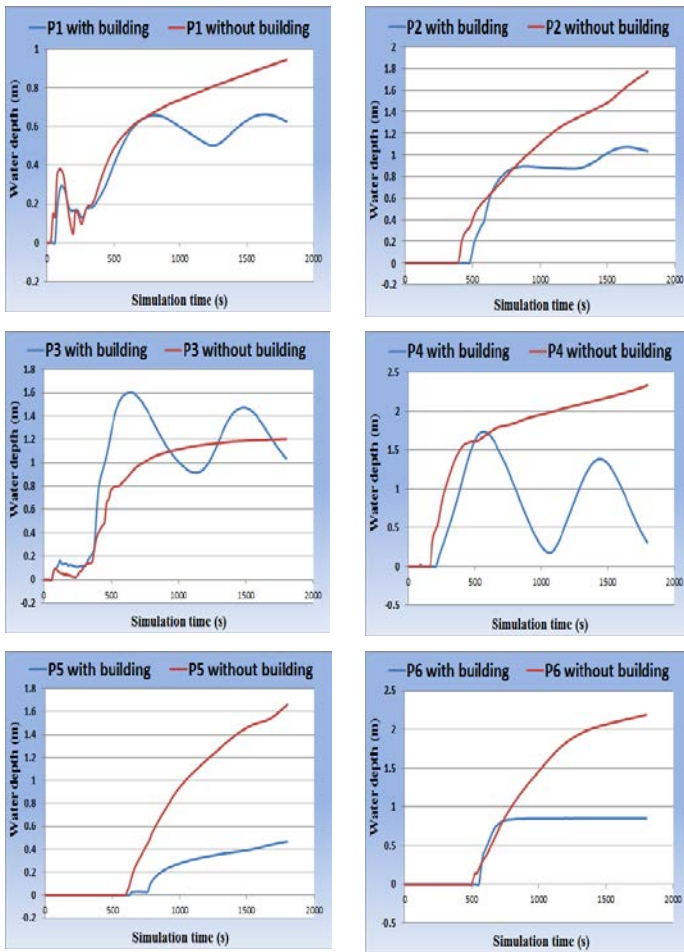 P1 with building P1 without building
Water depth (m)
1
0.8
0.6
0.4
0.2
0
-0.2
0 500 1000 1500 2000
Simulation time (s)
P2 with building P2 without building
Water depth (m)
2
1.8
1.6
1.4
1.2
1
0.8
0.6
0.4
0.2
0
-0.2
0 500 1000 1500 2000
Simulation time (s)
P3 with building P3 without building
Water depth (m)
1.8
1.6
1.4
1.2
1
0.8
0.6
0.4
0.2
0
-0.2
0 500 1000 1500 2000
Simulation time (s)
P4 with building P4 without building
Water depth (m)
2.5
2
1.5
1
0.5
0
-0.5
0 500 1000 1500 2000
Simulation time (s)
P5 with building P5 without building
Water depth (m)
1.8
1.6
1.4
1.2
1
0.8
0.6
0.4
0.2
0
-0.2
0 500 1000 1500 2000
Simulation time (s)
P6 with building P6 without building
Water depth (m)
2.5
2
1.5
1
0.5
0
-0.5
0 500 1000 1500 2000
Simulation time (s)